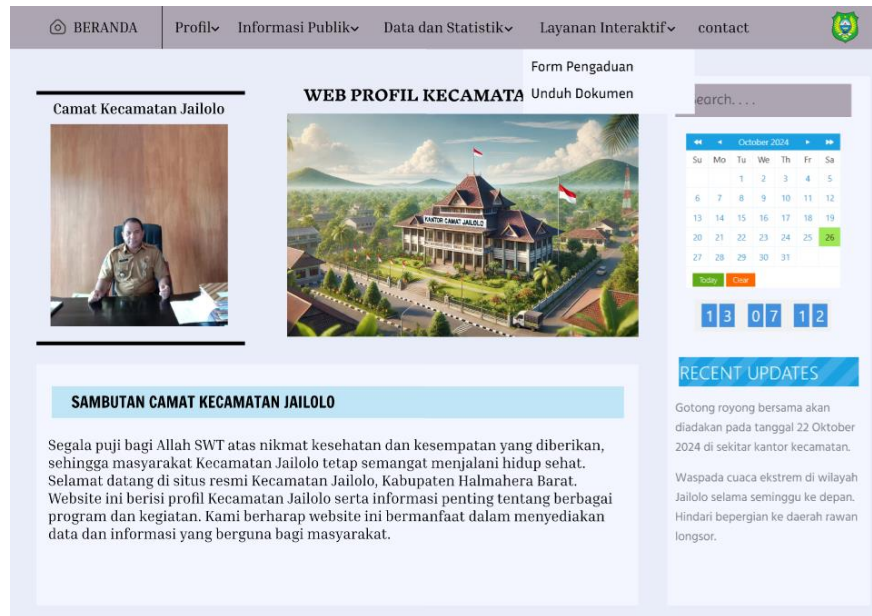 BERANDA
Profil
Informasi Publik
Data dan Statistik
Layanan Interaktif
contact
Form Pengaduan
Unduh Dokumen
Camat Kecamatan Jailolo
WEB PROFIL KECAMATA
KANTOR CAMAT JAILOLO
earch. . . .
October 2024
Su Mo Tu We Th Fr Sa
1 2 3 4 5
6 7 8 9 10 11 12
13 14 15 16 17 18 19
20 21 22 23 24 25 26
27 28 29 30 31
Today Clear
13 07 12
RECENT UPDATES
Gotong royong bersama akan
diadakan pada tanggal 22 Oktober
2024 di sekitar kantor kecamatan.
Waspada cuaca ekstrem di wilayah
Jailolo selama seminggu ke depan.
Hindari bepergian ke daerah rawan
longsor.
SAMBUTAN CAMAT KECAMATAN JAILOLO
Segala puji bagi Allah SWT atas nikmat kesehatan dan kesempatan yang diberikan,
sehingga masyarakat Kecamatan Jailolo tetap semangat menjalani hidup sehat.
Selamat datang di situs resmi Kecamatan Jailolo, Kabupaten Halmahera Barat.
Website ini berisi profil Kecamatan Jailolo serta informasi penting tentang berbagai
program dan kegiatan. Kami berharap website ini bermanfaat dalam menyediakan
data dan informasi yang berguna bagi masyarakat.